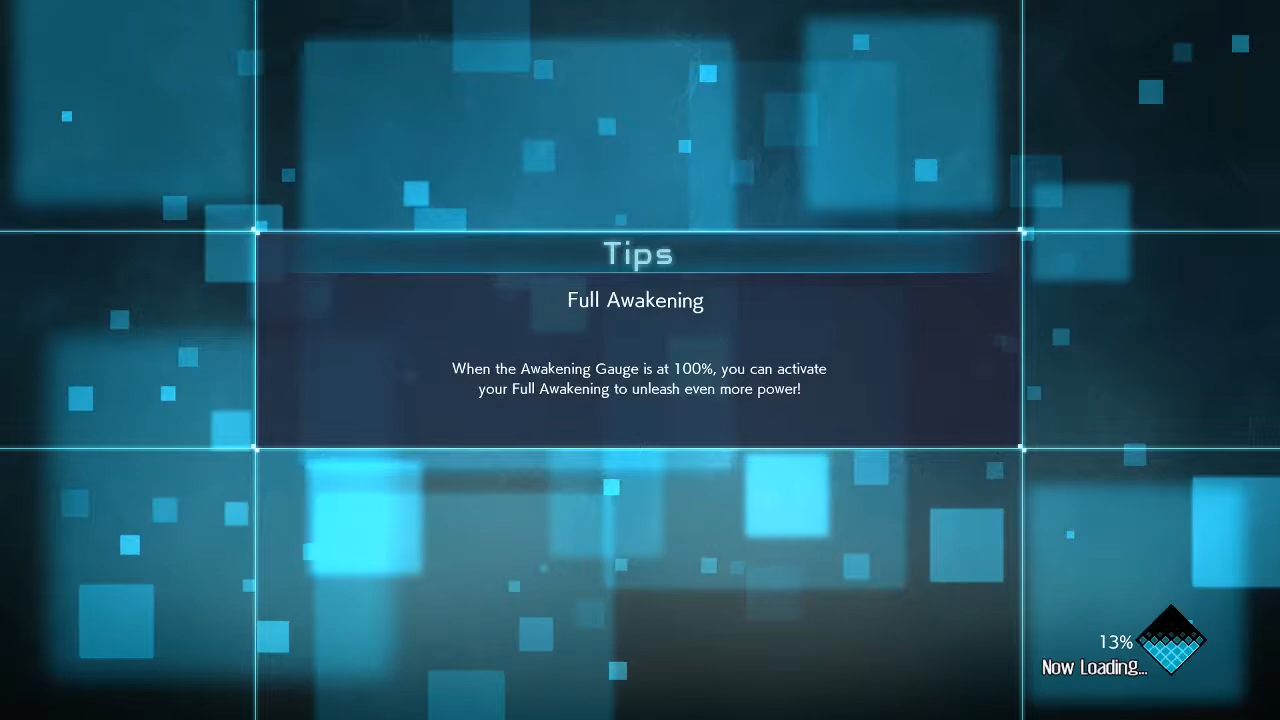 Tips
Full Awakening
When the Awakening Gauge is at 100%, you can activate
your Full Awakening to unleash even more power!
13%
Now Loading...